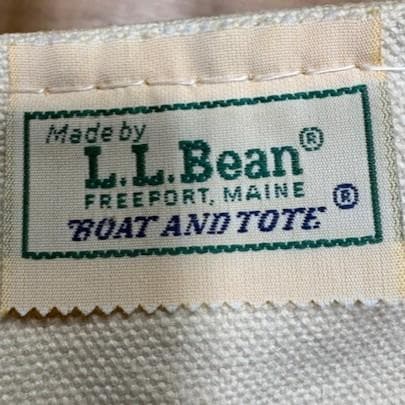 Made by
L.L.Bean®
FREEPORT, MAINE
BOAT AND TOTE®